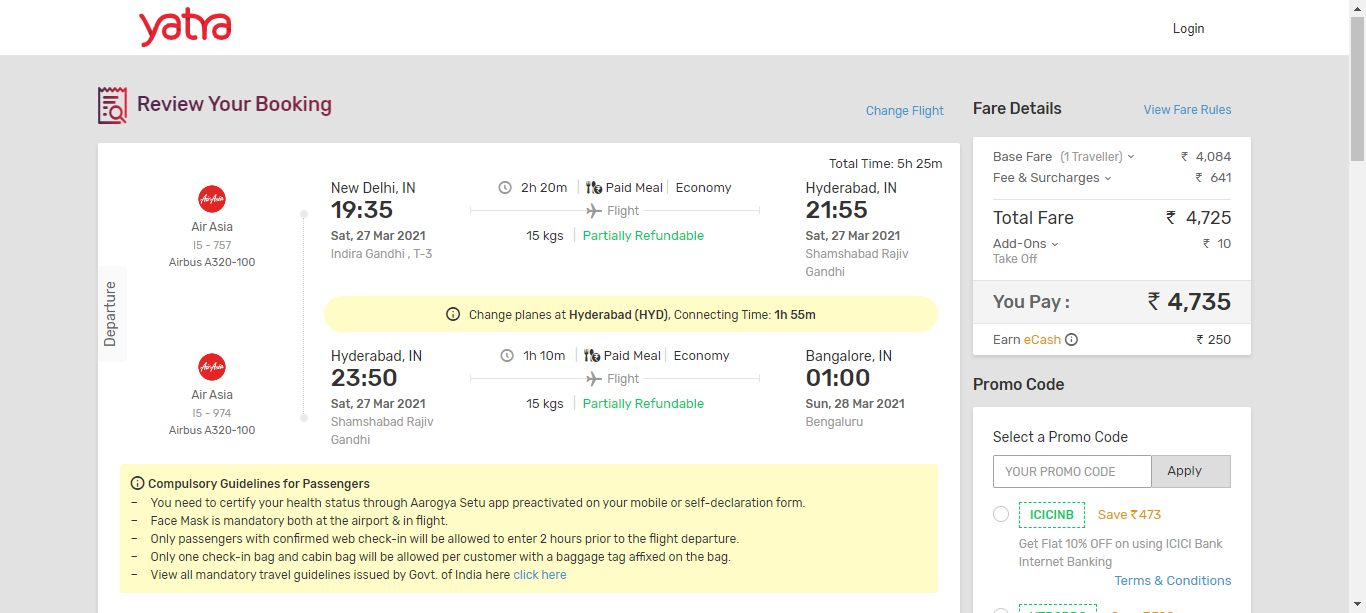 yatra
Login
Review Your Booking
Change Flight
Total Time: 5h 25m
Departure
AirAsia
Air Asia
I5 - 757
Airbus A320-100
New Delhi, IN
19:35
Sat, 27 Mar 2021
Indira Gandhi , T-3
2h 20m Paid Meal Economy
Flight
15 kgs Partially Refundable
Hyderabad, IN
21:55
Sat, 27 Mar 2021
Shamshabad Rajiv
Gandhi
Change planes at Hyderabad (HYD), Connecting Time: 1h 55m
AirAsia
Air Asia
I5 - 974
Airbus A320-100
Hyderabad, IN
23:50
Sat, 27 Mar 2021
Shamshabad Rajiv
Gandhi
1h 10m Paid Meal Economy
Flight
15 kgs Partially Refundable
Bangalore, IN
01:00
Sun, 28 Mar 2021
Bengaluru
Compulsory Guidelines for Passengers
– You need to certify your health status through Aarogya Setu app preactivated on your mobile or self-declaration form.
– Face Mask is mandatory both at the airport & in flight.
– Only passengers with confirmed web check-in will be allowed to enter 2 hours prior to the flight departure.
– Only one check-in bag and cabin bag will be allowed per customer with a baggage tag affixed on the bag.
– View all mandatory travel guidelines issued by Govt. of India here click here
Fare Details
View Fare Rules
Base Fare (1 Traveller) ₹ 4,084
Fee & Surcharges ₹ 641
Total Fare ₹ 4,725
Add-Ons ₹ 10
Take Off
You Pay : ₹ 4,735
Earn eCash ₹ 250
Promo Code
Select a Promo Code
YOUR PROMO CODE Apply
ICICINB Save ₹473
Get Flat 10% OFF on using ICICI Bank
Internet Banking
Terms & Conditions